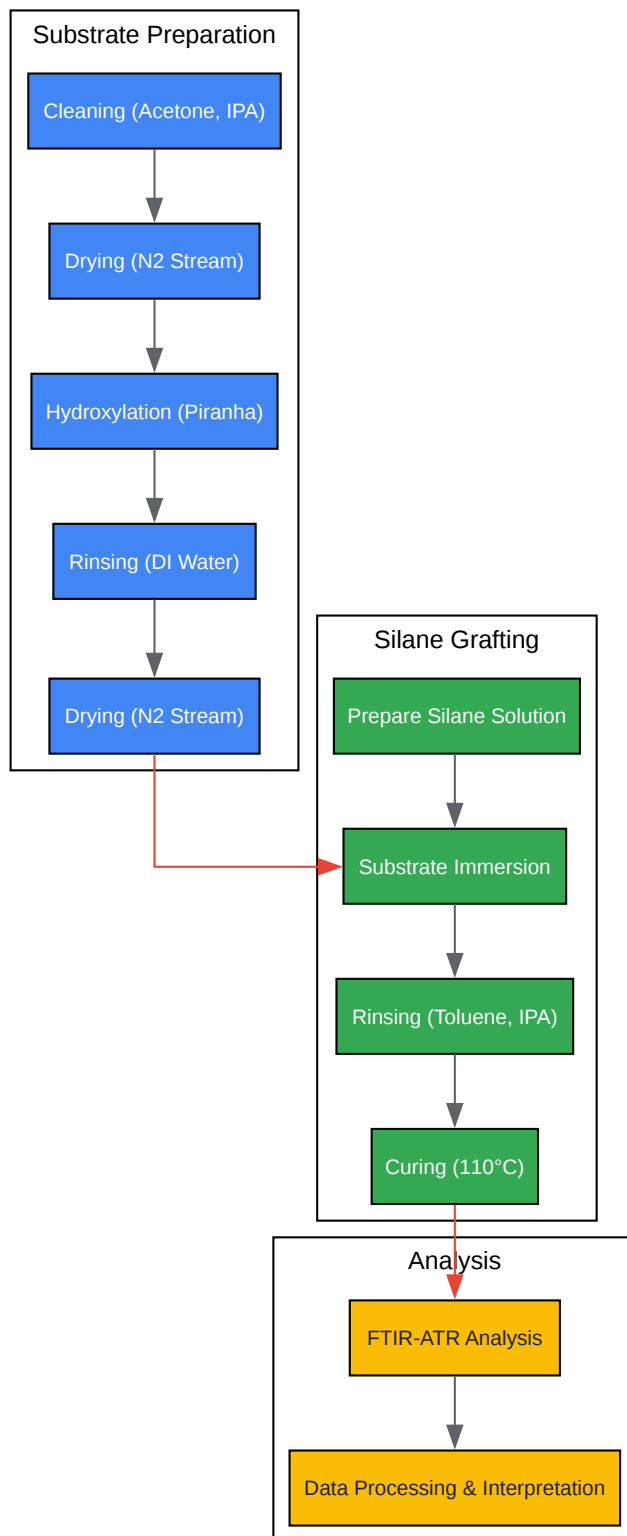 Substrate Preparation
Cleaning (Acetone, IPA)
Drying (N2 Stream)
Hydroxylation (Piranha)
Rinsing (DI Water)
Drying (N2 Stream)
Silane Grafting
Prepare Silane Solution
Substrate Immersion
Rinsing (Toluene, IPA)
Curing (110°C)
Analysis
FTIR-ATR Analysis
Data Processing & Interpretation